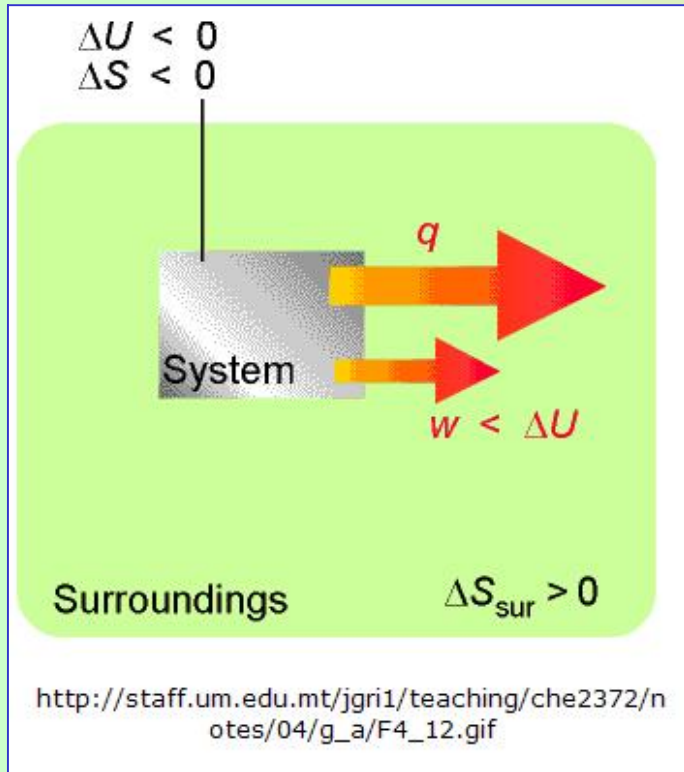 ΔU < 0
ΔS < 0
q
System
w < ΔU
Surroundings
ΔS_sur > 0
http://staff.um.edu.mt/jgri1/teaching/che2372/n
otes/04/g_a/F4_12.gif